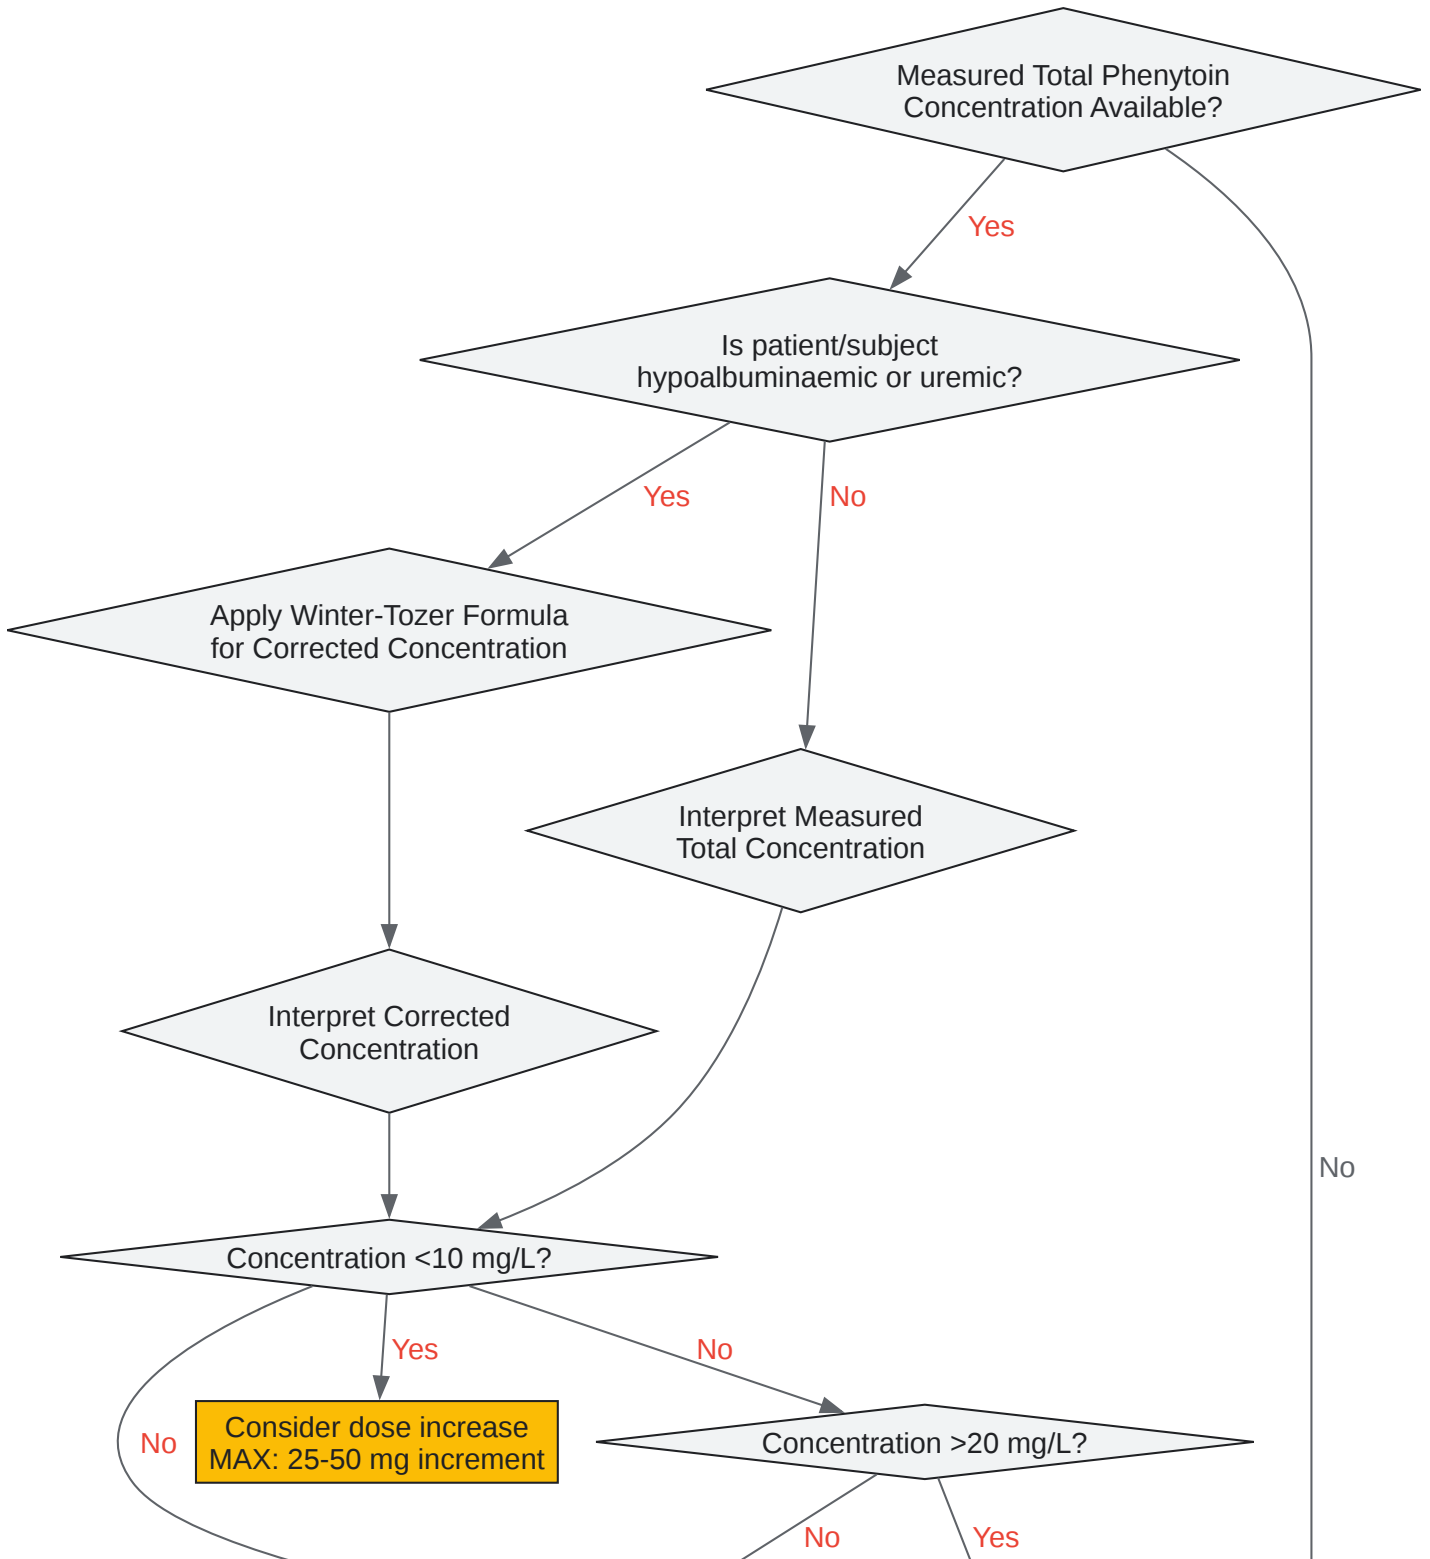 Measured Total Phenytoin
Concentration Available?
Yes
Is patient/subject
hypoalbuminaemic or uremic?
Yes
No
Apply Winter-Tozer Formula
for Corrected Concentration
Interpret Measured
Total Concentration
Interpret Corrected
Concentration
No
Concentration <10 mg/L?
Yes
No
Consider dose increase
MAX: 25-50 mg increment
No
Concentration >20 mg/L?
No
Yes